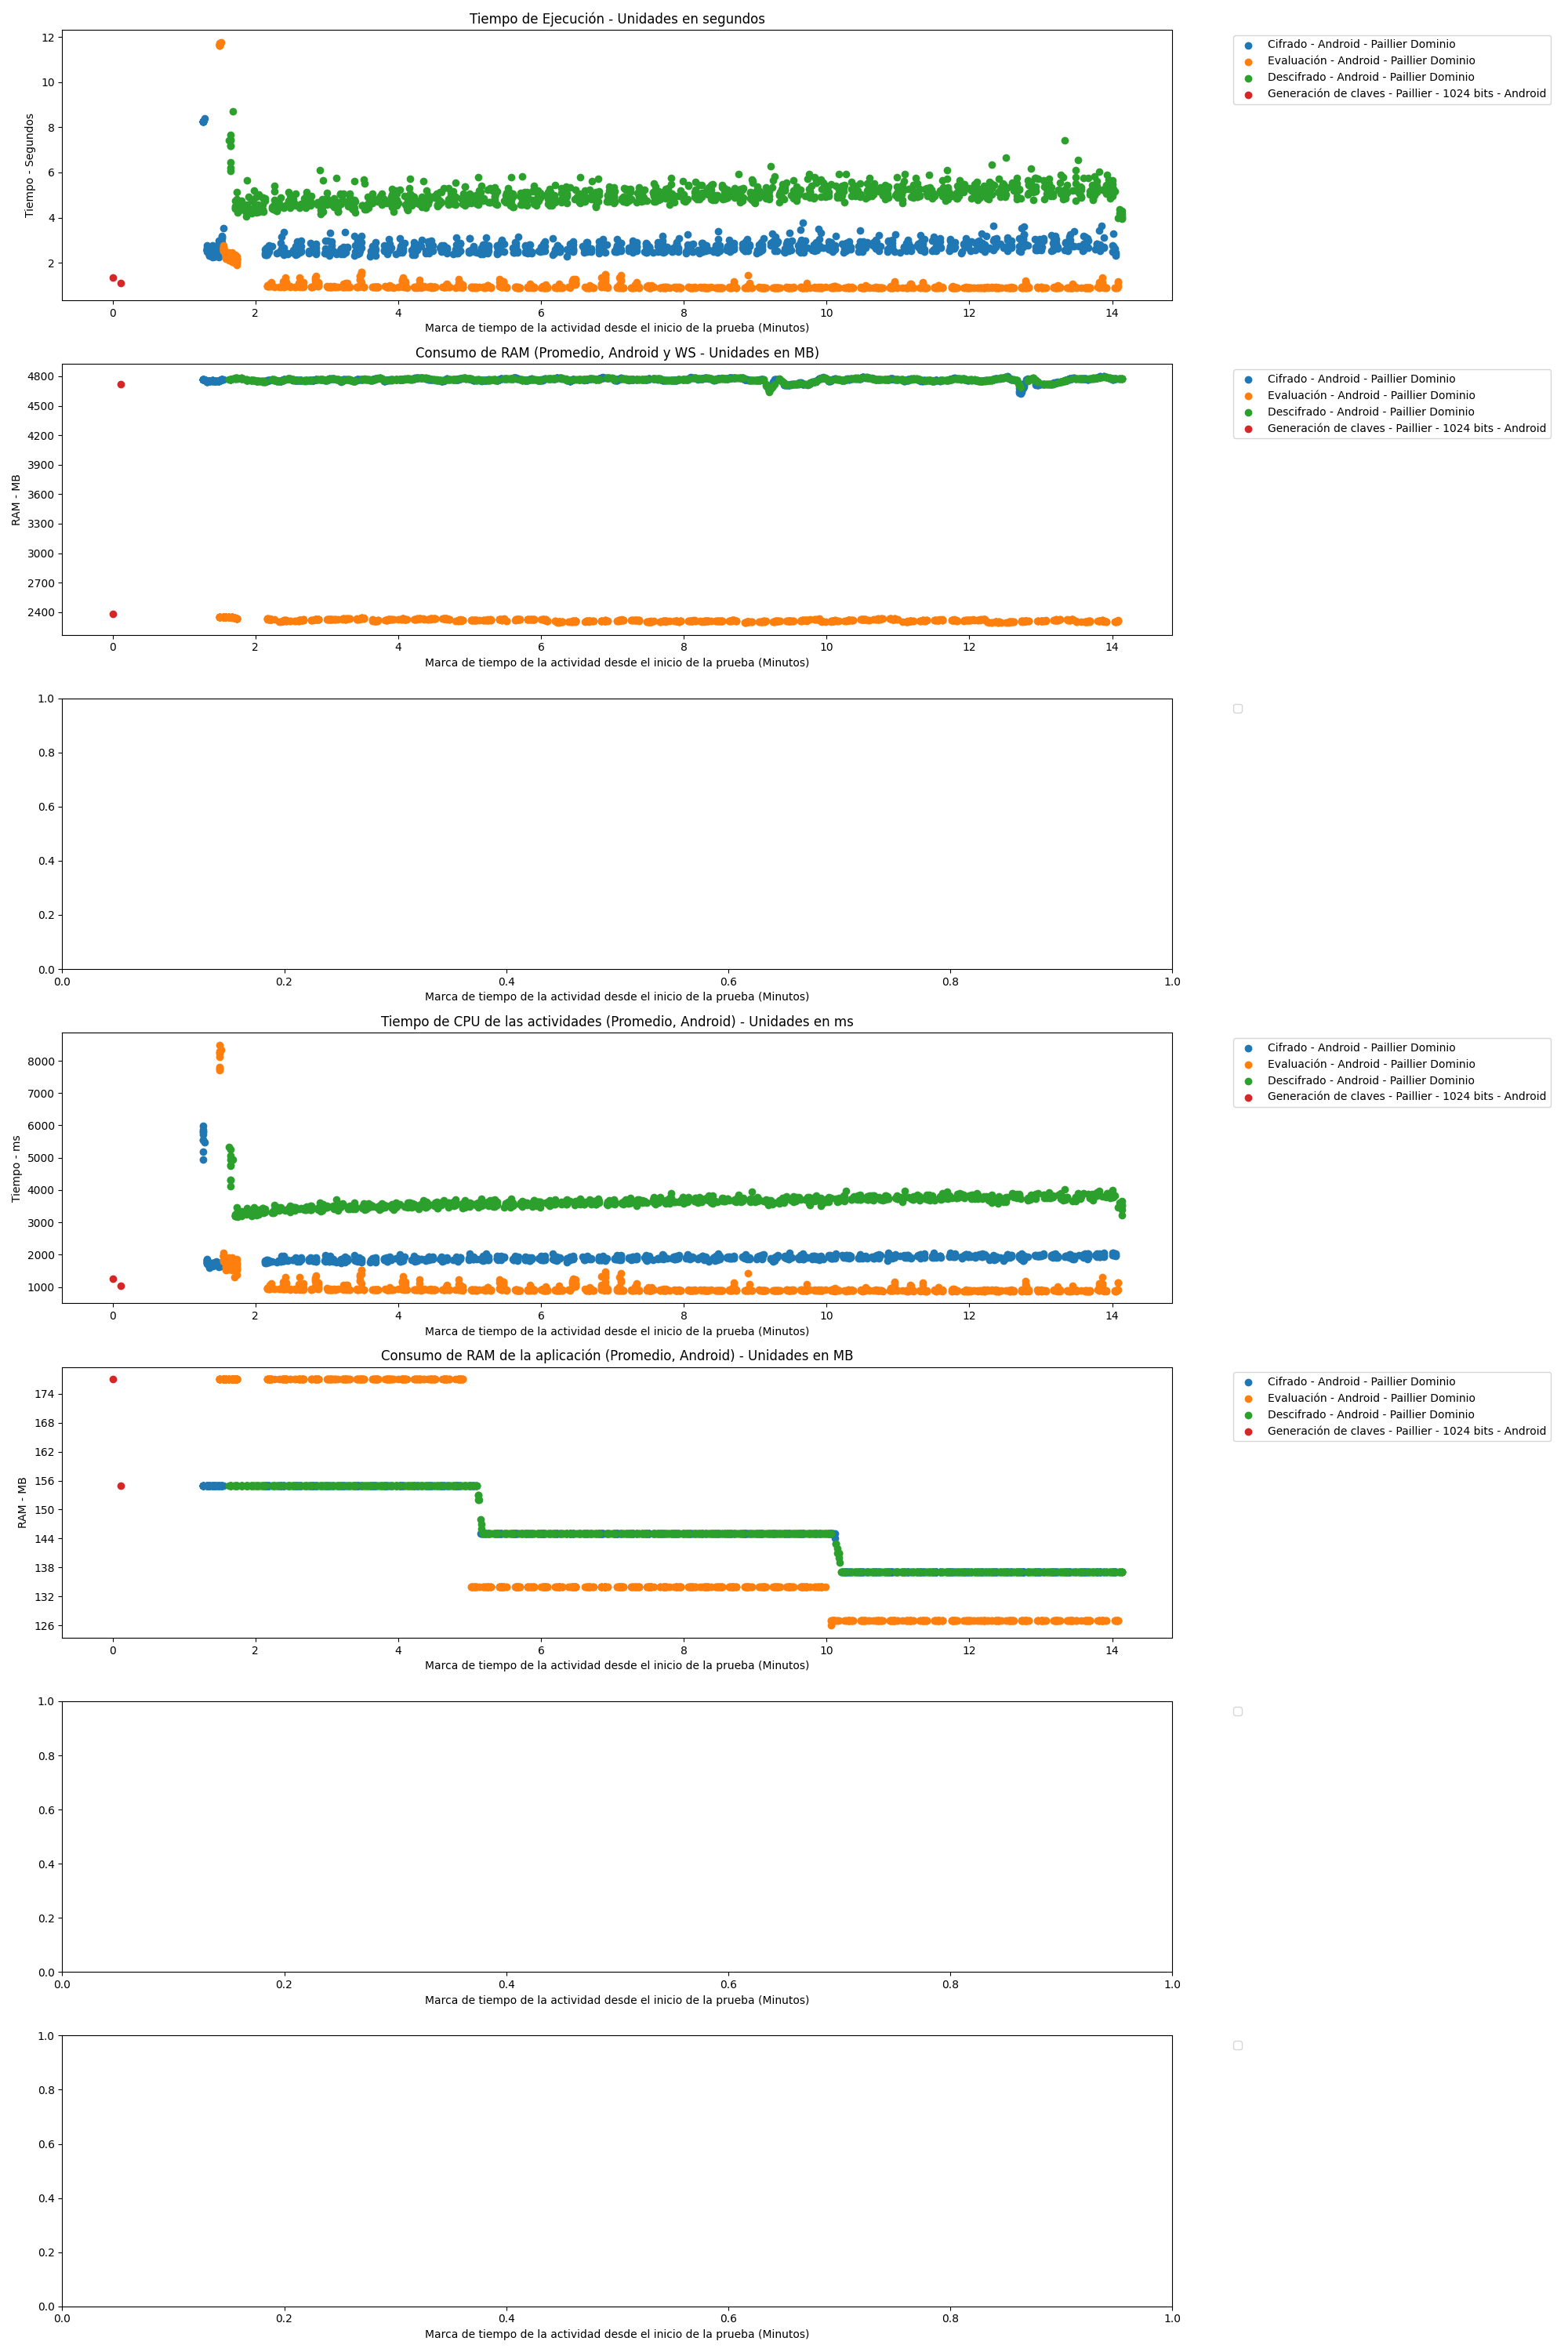 Tiempo de Ejecución - Unidades en segundos
12
10
8
6
4
2
Tiempo - Segundos
0 2 4 6 8 10 12 14
Marca de tiempo de la actividad desde el inicio de la prueba (Minutos)
Cifrado - Android - Paillier Dominio
Evaluación - Android - Paillier Dominio
Descifrado - Android - Paillier Dominio
Generación de claves - Paillier - 1024 bits - Android
Consumo de RAM (Promedio, Android y WS - Unidades en MB)
4800
4500
4200
3900
3600
3300
3000
2700
2400
RAM - MB
0 2 4 6 8 10 12 14
Marca de tiempo de la actividad desde el inicio de la prueba (Minutos)
Cifrado - Android - Paillier Dominio
Evaluación - Android - Paillier Dominio
Descifrado - Android - Paillier Dominio
Generación de claves - Paillier - 1024 bits - Android
1.0
0.8
0.6
0.4
0.2
0.0
0.0 0.2 0.4 0.6 0.8 1.0
Marca de tiempo de la actividad desde el inicio de la prueba (Minutos)
Tiempo de CPU de las actividades (Promedio, Android) - Unidades en ms
8000
7000
6000
5000
4000
3000
2000
1000
Tiempo - ms
0 2 4 6 8 10 12 14
Marca de tiempo de la actividad desde el inicio de la prueba (Minutos)
Cifrado - Android - Paillier Dominio
Evaluación - Android - Paillier Dominio
Descifrado - Android - Paillier Dominio
Generación de claves - Paillier - 1024 bits - Android
Consumo de RAM de la aplicación (Promedio, Android) - Unidades en MB
174
168
162
156
150
144
138
132
126
RAM - MB
0 2 4 6 8 10 12 14
Marca de tiempo de la actividad desde el inicio de la prueba (Minutos)
Cifrado - Android - Paillier Dominio
Evaluación - Android - Paillier Dominio
Descifrado - Android - Paillier Dominio
Generación de claves - Paillier - 1024 bits - Android
1.0
0.8
0.6
0.4
0.2
0.0
0.0 0.2 0.4 0.6 0.8 1.0
Marca de tiempo de la actividad desde el inicio de la prueba (Minutos)
1.0
0.8
0.6
0.4
0.2
0.0
0.0 0.2 0.4 0.6 0.8 1.0
Marca de tiempo de la actividad desde el inicio de la prueba (Minutos)